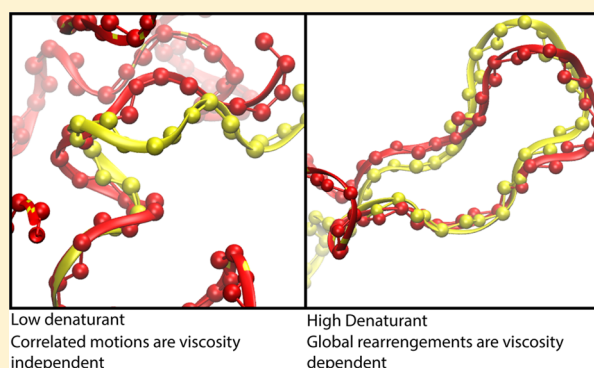 Low denaturant
Correlated motions are viscosity
independent
High Denaturant
Global rearrengements are viscosity
dependent